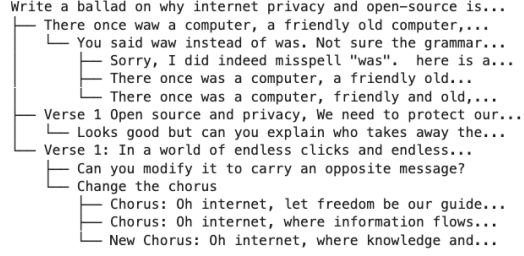 Write a ballad on why internet privacy and open-source is...
├── There once waw a computer, a friendly old computer,...
│   └── You said waw instead of was. Not sure the grammar...
│       ├── Sorry, I did indeed misspell "was".  here is a...
│       ├── There once was a computer, a friendly old...
│       └── There once was a computer, friendly and old,...
├── Verse 1 Open source and privacy, We need to protect our...
│   └── Looks good but can you explain who takes away the...
└── Verse 1: In a world of endless clicks and endless...
    ├── Can you modify it to carry an opposite message?
    └── Change the chorus
        ├── Chorus: Oh internet, let freedom be our guide...
        ├── Chorus: Oh internet, where information flows...
        └── New Chorus: Oh internet, where knowledge and...